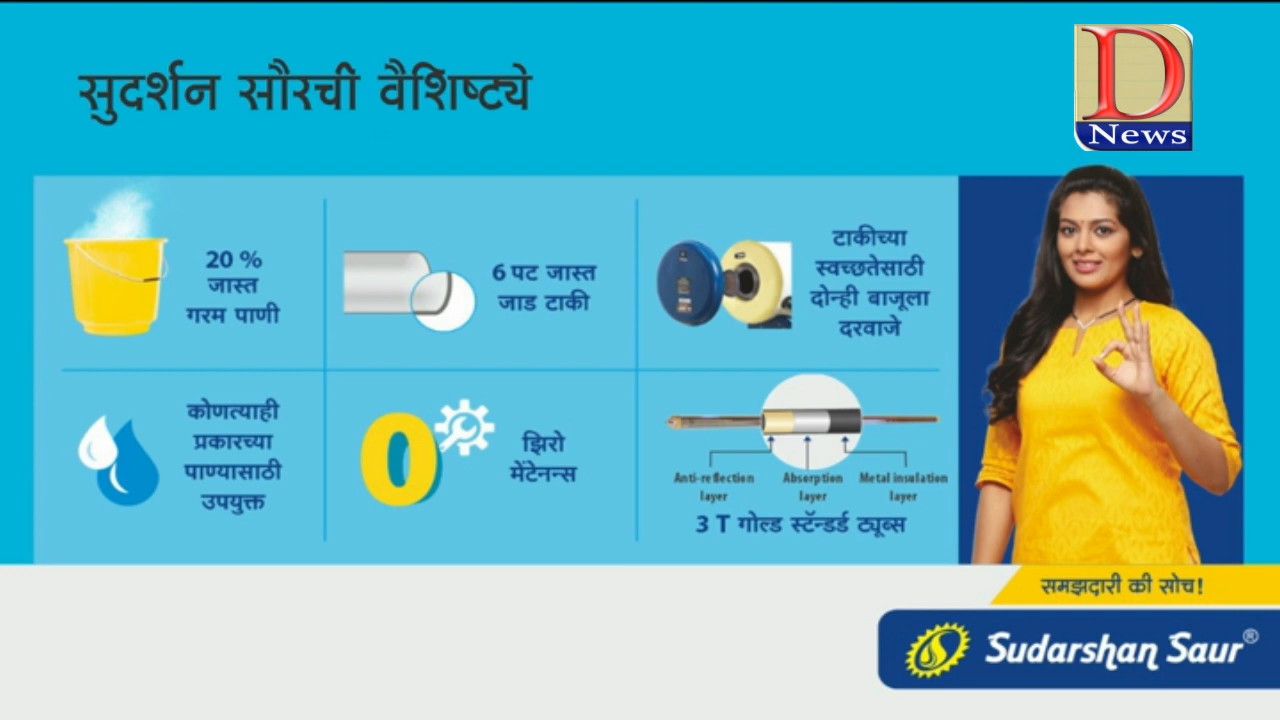 सुदर्शन सौरची वैशिष्ट्ये
D
News
20 %
जास्त
गरम पाणी
6 पट जास्त
जाड टाकी
टाकीच्या
स्वच्छतेसाठी
दोन्ही बाजूला
दरवाजे
कोणत्याही
प्रकारच्या
पाण्यासाठी
उपयुक्त
0
झिरो
मेंटेनन्स
Anti-reflection
layer
Absorption
layer
Metal insulation
layer
3 T गोल्ड स्टॅन्डर्ड ट्यूब्स
समझदारी की सोच!
Sudarshan Saur®